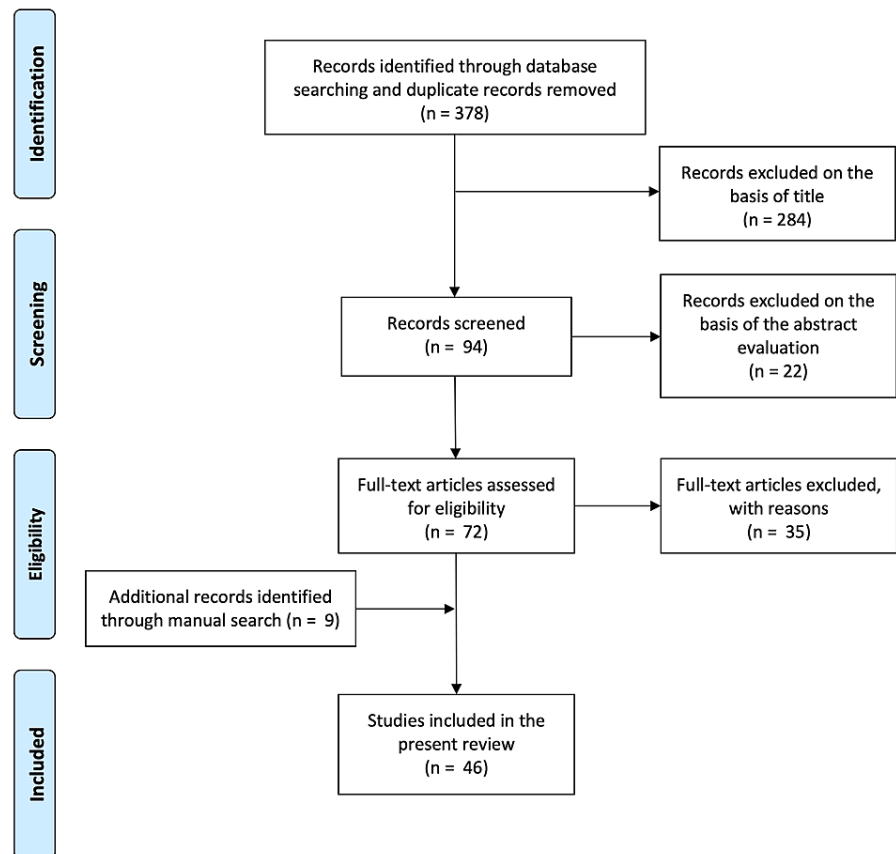 Identification
Records identified through database
searching and duplicate records removed
(n = 378)
Records excluded on the
basis of title
(n = 284)
Screening
Records screened
(n = 94)
Records excluded on the
basis of the abstract
evaluation
(n = 22)
Eligibility
Full-text articles assessed
for eligibility
(n = 72)
Full-text articles excluded,
with reasons
(n = 35)
Additional records identified
through manual search (n = 9)
Included
Studies included in the
present review
(n = 46)